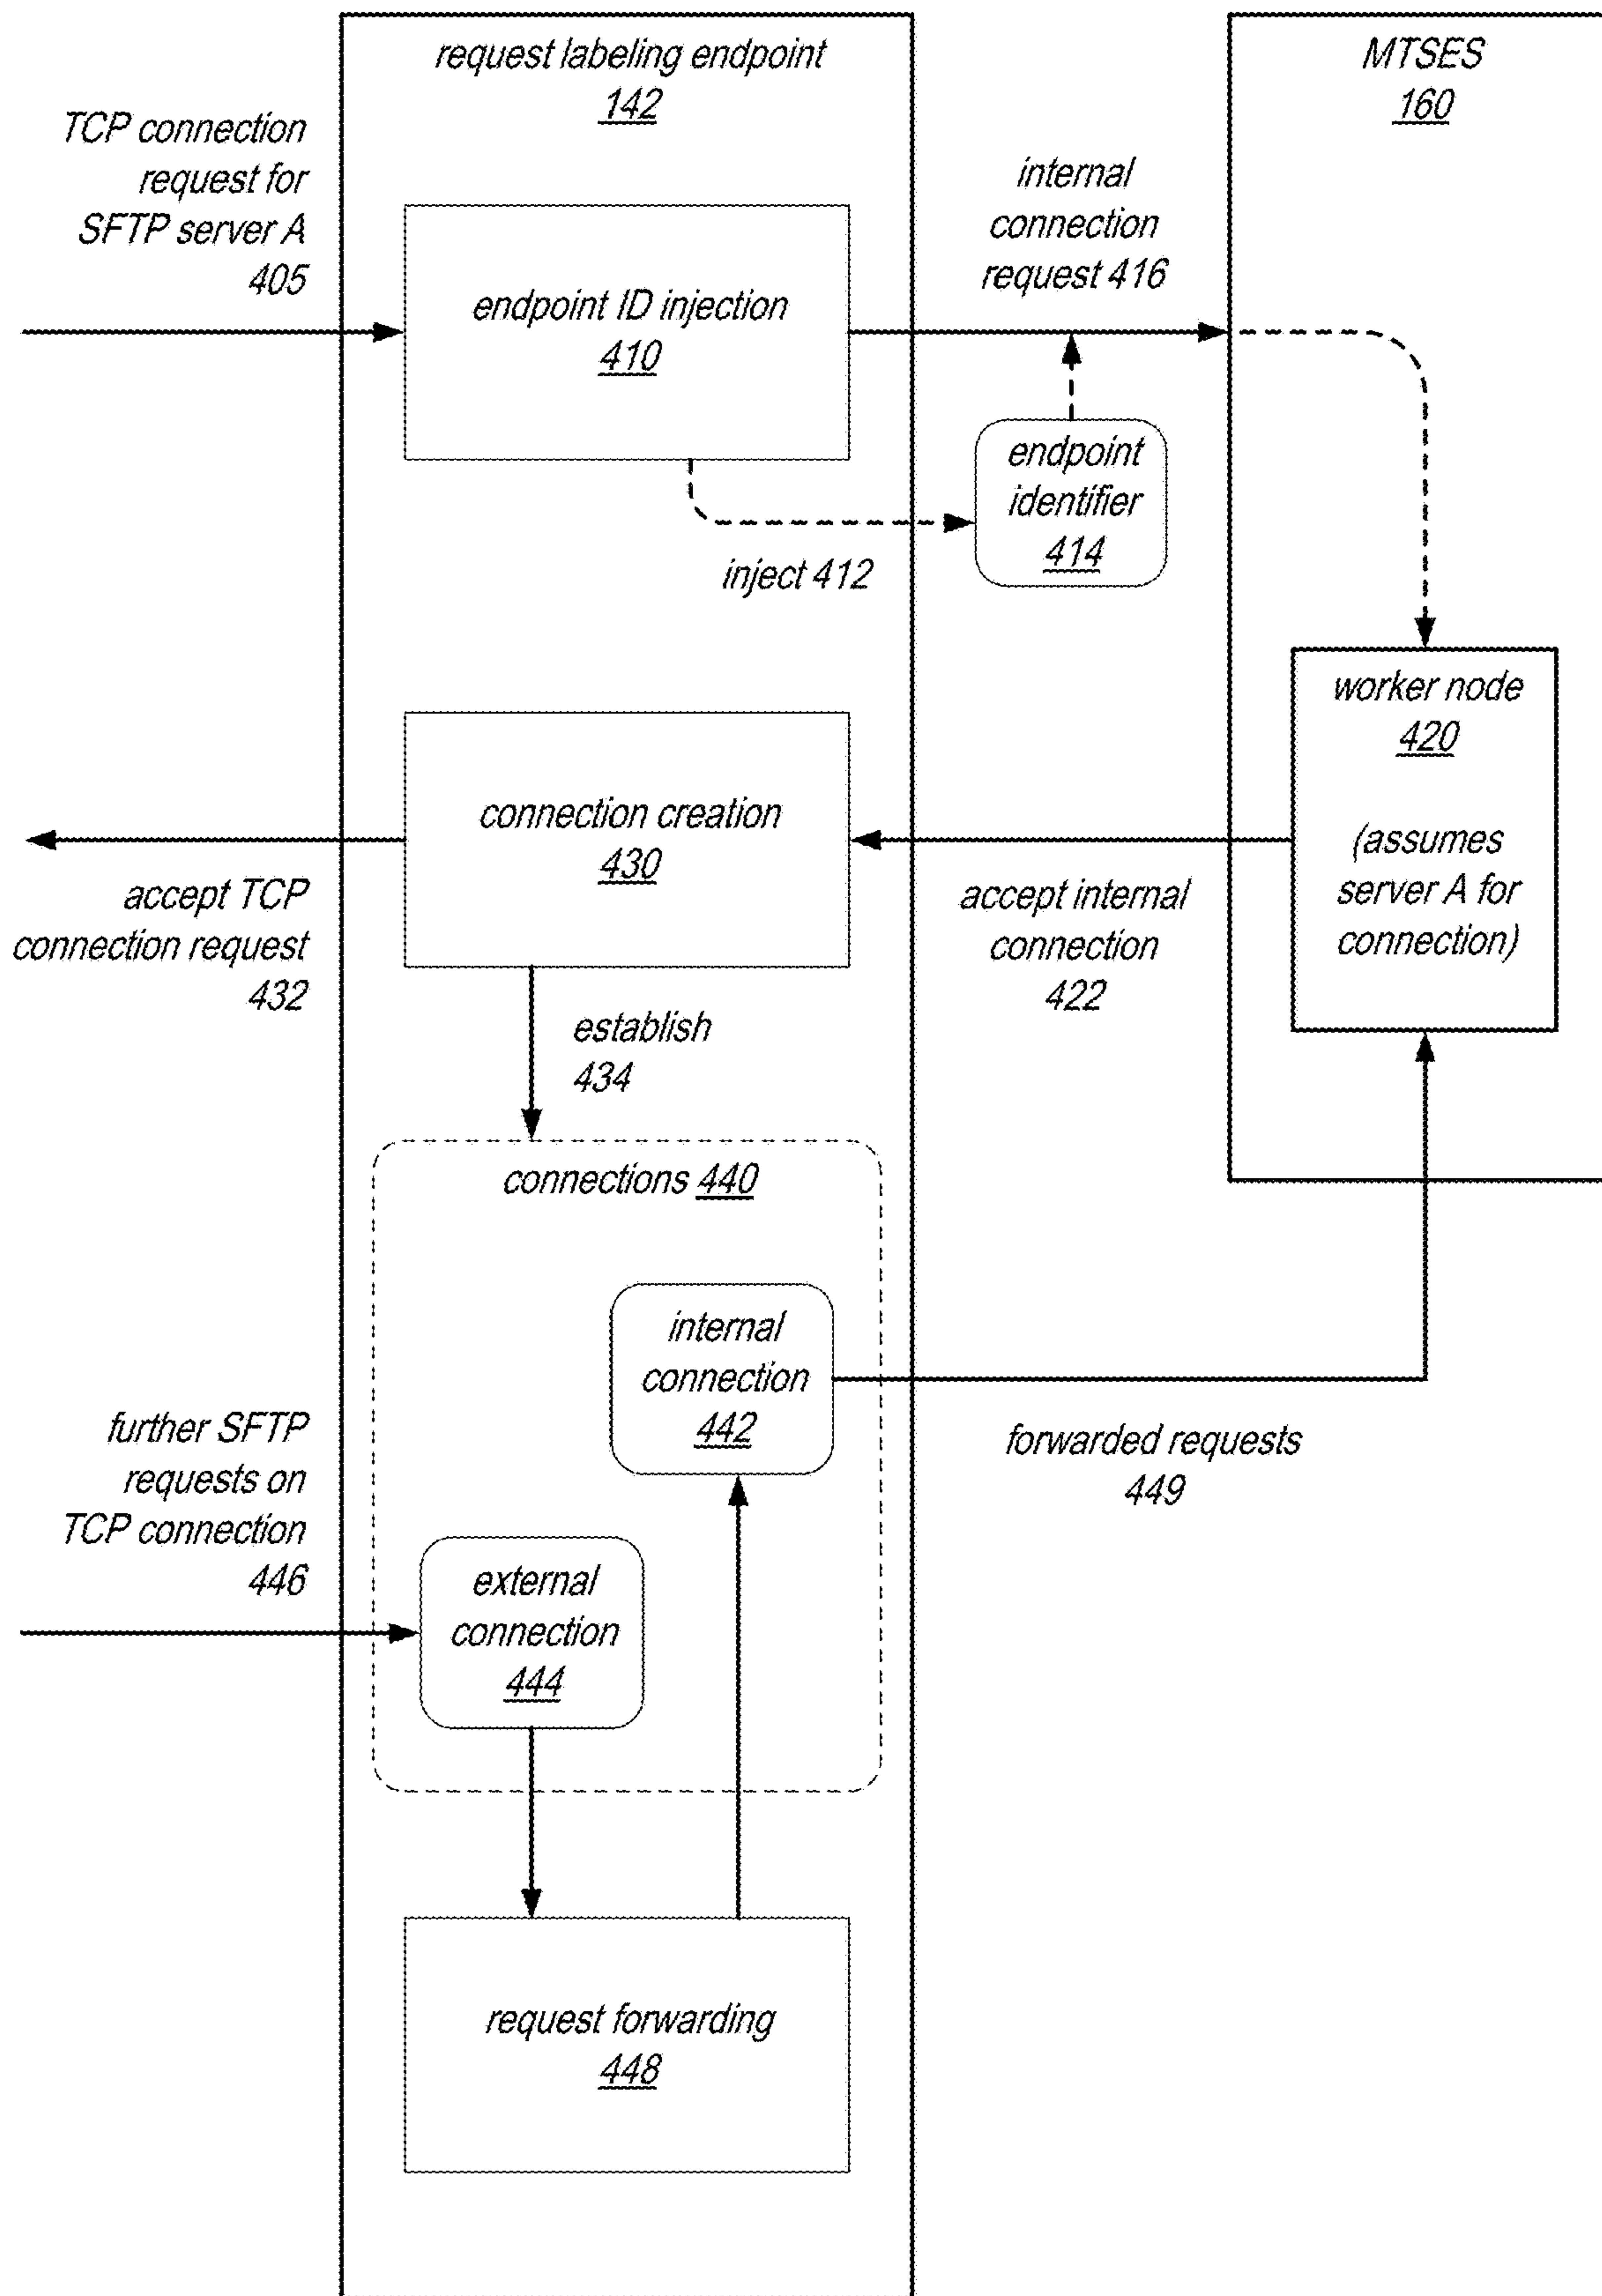 request labeling endpoint
142
MTSES
160
TCP connection
request for
SFTP server A
405
internal
connection
request 416
endpoint ID injection
410
endpoint
identifier
414
inject 412
worker node
420
(assumes
server A for
connection)
connection creation
430
accept TCP
connection request
432
accept internal
connection
422
establish
434
connections 440
internal
connection
442
further SFTP
requests on
TCP connection
446
forwarded requests
449
external
connection
444
request forwarding
448